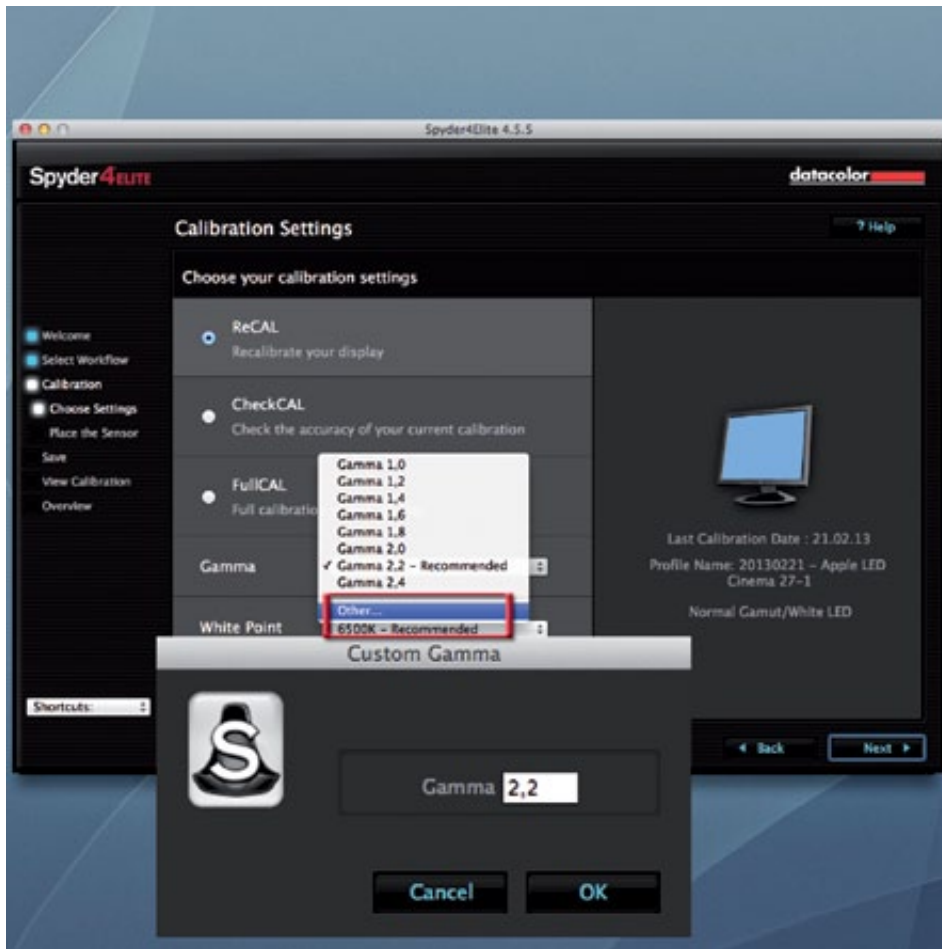 Spyder4Elite 4.5.5
Spyder4ELITE
datacolor
Calibration Settings
? Help
Choose your calibration settings
Welcome
Select Workflow
Calibration
Choose Settings
Place the Sensor
Save
View Calibration
Overview
Shortcuts:
ReCAL
Recalibrate your display
CheckCAL
Check the accuracy of your current calibration
FullCAL
Full calibratio
Gamma
White Point
Gamma 1,0
Gamma 1,2
Gamma 1,4
Gamma 1,6
Gamma 1,8
Gamma 2,0
✓ Gamma 2,2 – Recommended
Gamma 2,4
Other...
6500K – Recommended
Last Calibration Date : 21.02.13
Profile Name: 20130221 – Apple LED
Cinema 27–1
Normal Gamut/White LED
Back
Next
Custom Gamma
S
Gamma 2,2
Cancel
OK